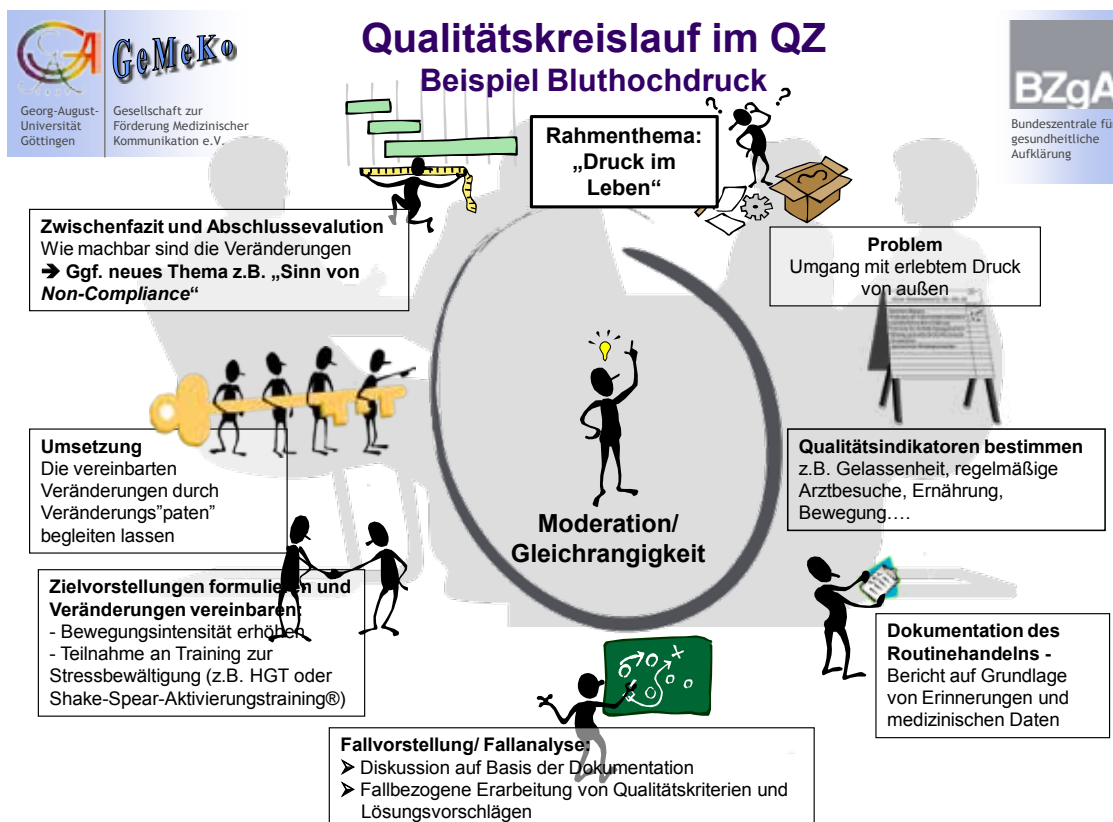 GeMeKo
Georg-August-
Universität
Göttingen
Gesellschaft zur
Förderung Medizinischer
Kommunikation e.V.
Qualitätskreislauf im QZ
Beispiel Bluthochdruck
BZgA
Bundeszentrale für
gesundheitliche
Aufklärung
Rahmenthema:
„Druck im
Leben“
Problem
Umgang mit erlebtem Druck
von außen
Qualitätsindikatoren bestimmen
z.B. Gelassenheit, regelmäßige
Arztbesuche, Ernährung,
Bewegung….
Dokumentation des
Routinehandelns -
Bericht auf Grundlage
von Erinnerungen und
medizinischen Daten
Fallvorstellung/ Fallanalyse:
➢ Diskussion auf Basis der Dokumentation
➢ Fallbezogene Erarbeitung von Qualitätskriterien und
Lösungsvorschlägen
Zielvorstellungen formulieren und
Veränderungen vereinbaren:
- Bewegungsintensität erhöhen
- Teilnahme an Training zur
Stressbewältigung (z.B. HGT oder
Shake-Spear-Aktivierungstraining®)
Umsetzung
Die vereinbarten
Veränderungen durch
Veränderungs”paten”
begleiten lassen
Zwischenfazit und Abschlussevalution
Wie machbar sind die Veränderungen
➔ Ggf. neues Thema z.B. „Sinn von
Non-Compliance“
Moderation/
Gleichrangigkeit